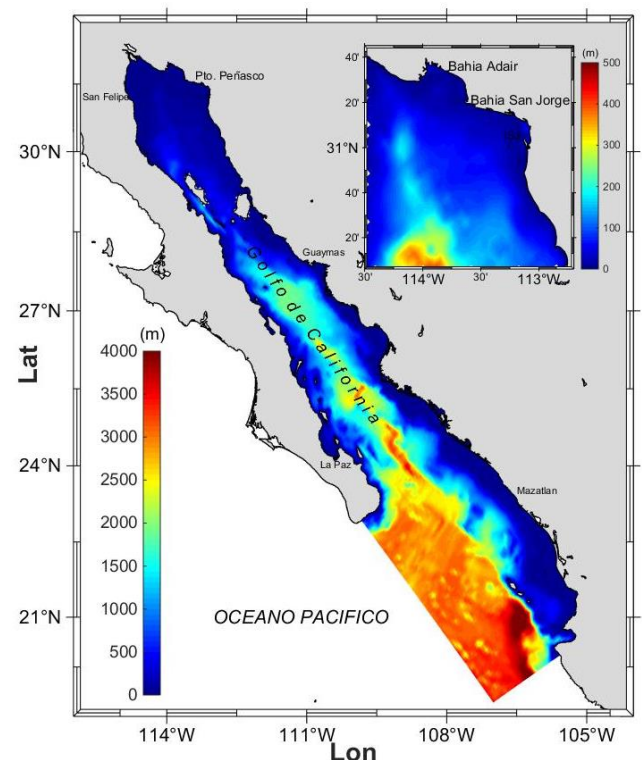 40'
20'
31°N
40'
20'
30'
114°W
30'
113°W
Bahia Adair
Bahia San Jorge
(m)
500
400
300
200
100
0
San Felipe
Pto. Peñasco
Guaymas
Golfo de California
La Paz
Mazatlan
OCEANO PACIFICO
(m)
4000
3500
3000
2500
2000
1500
1000
500
0
30°N
27°N
24°N
21°N
Lat
114°W
111°W
108°W
105°W
Lon